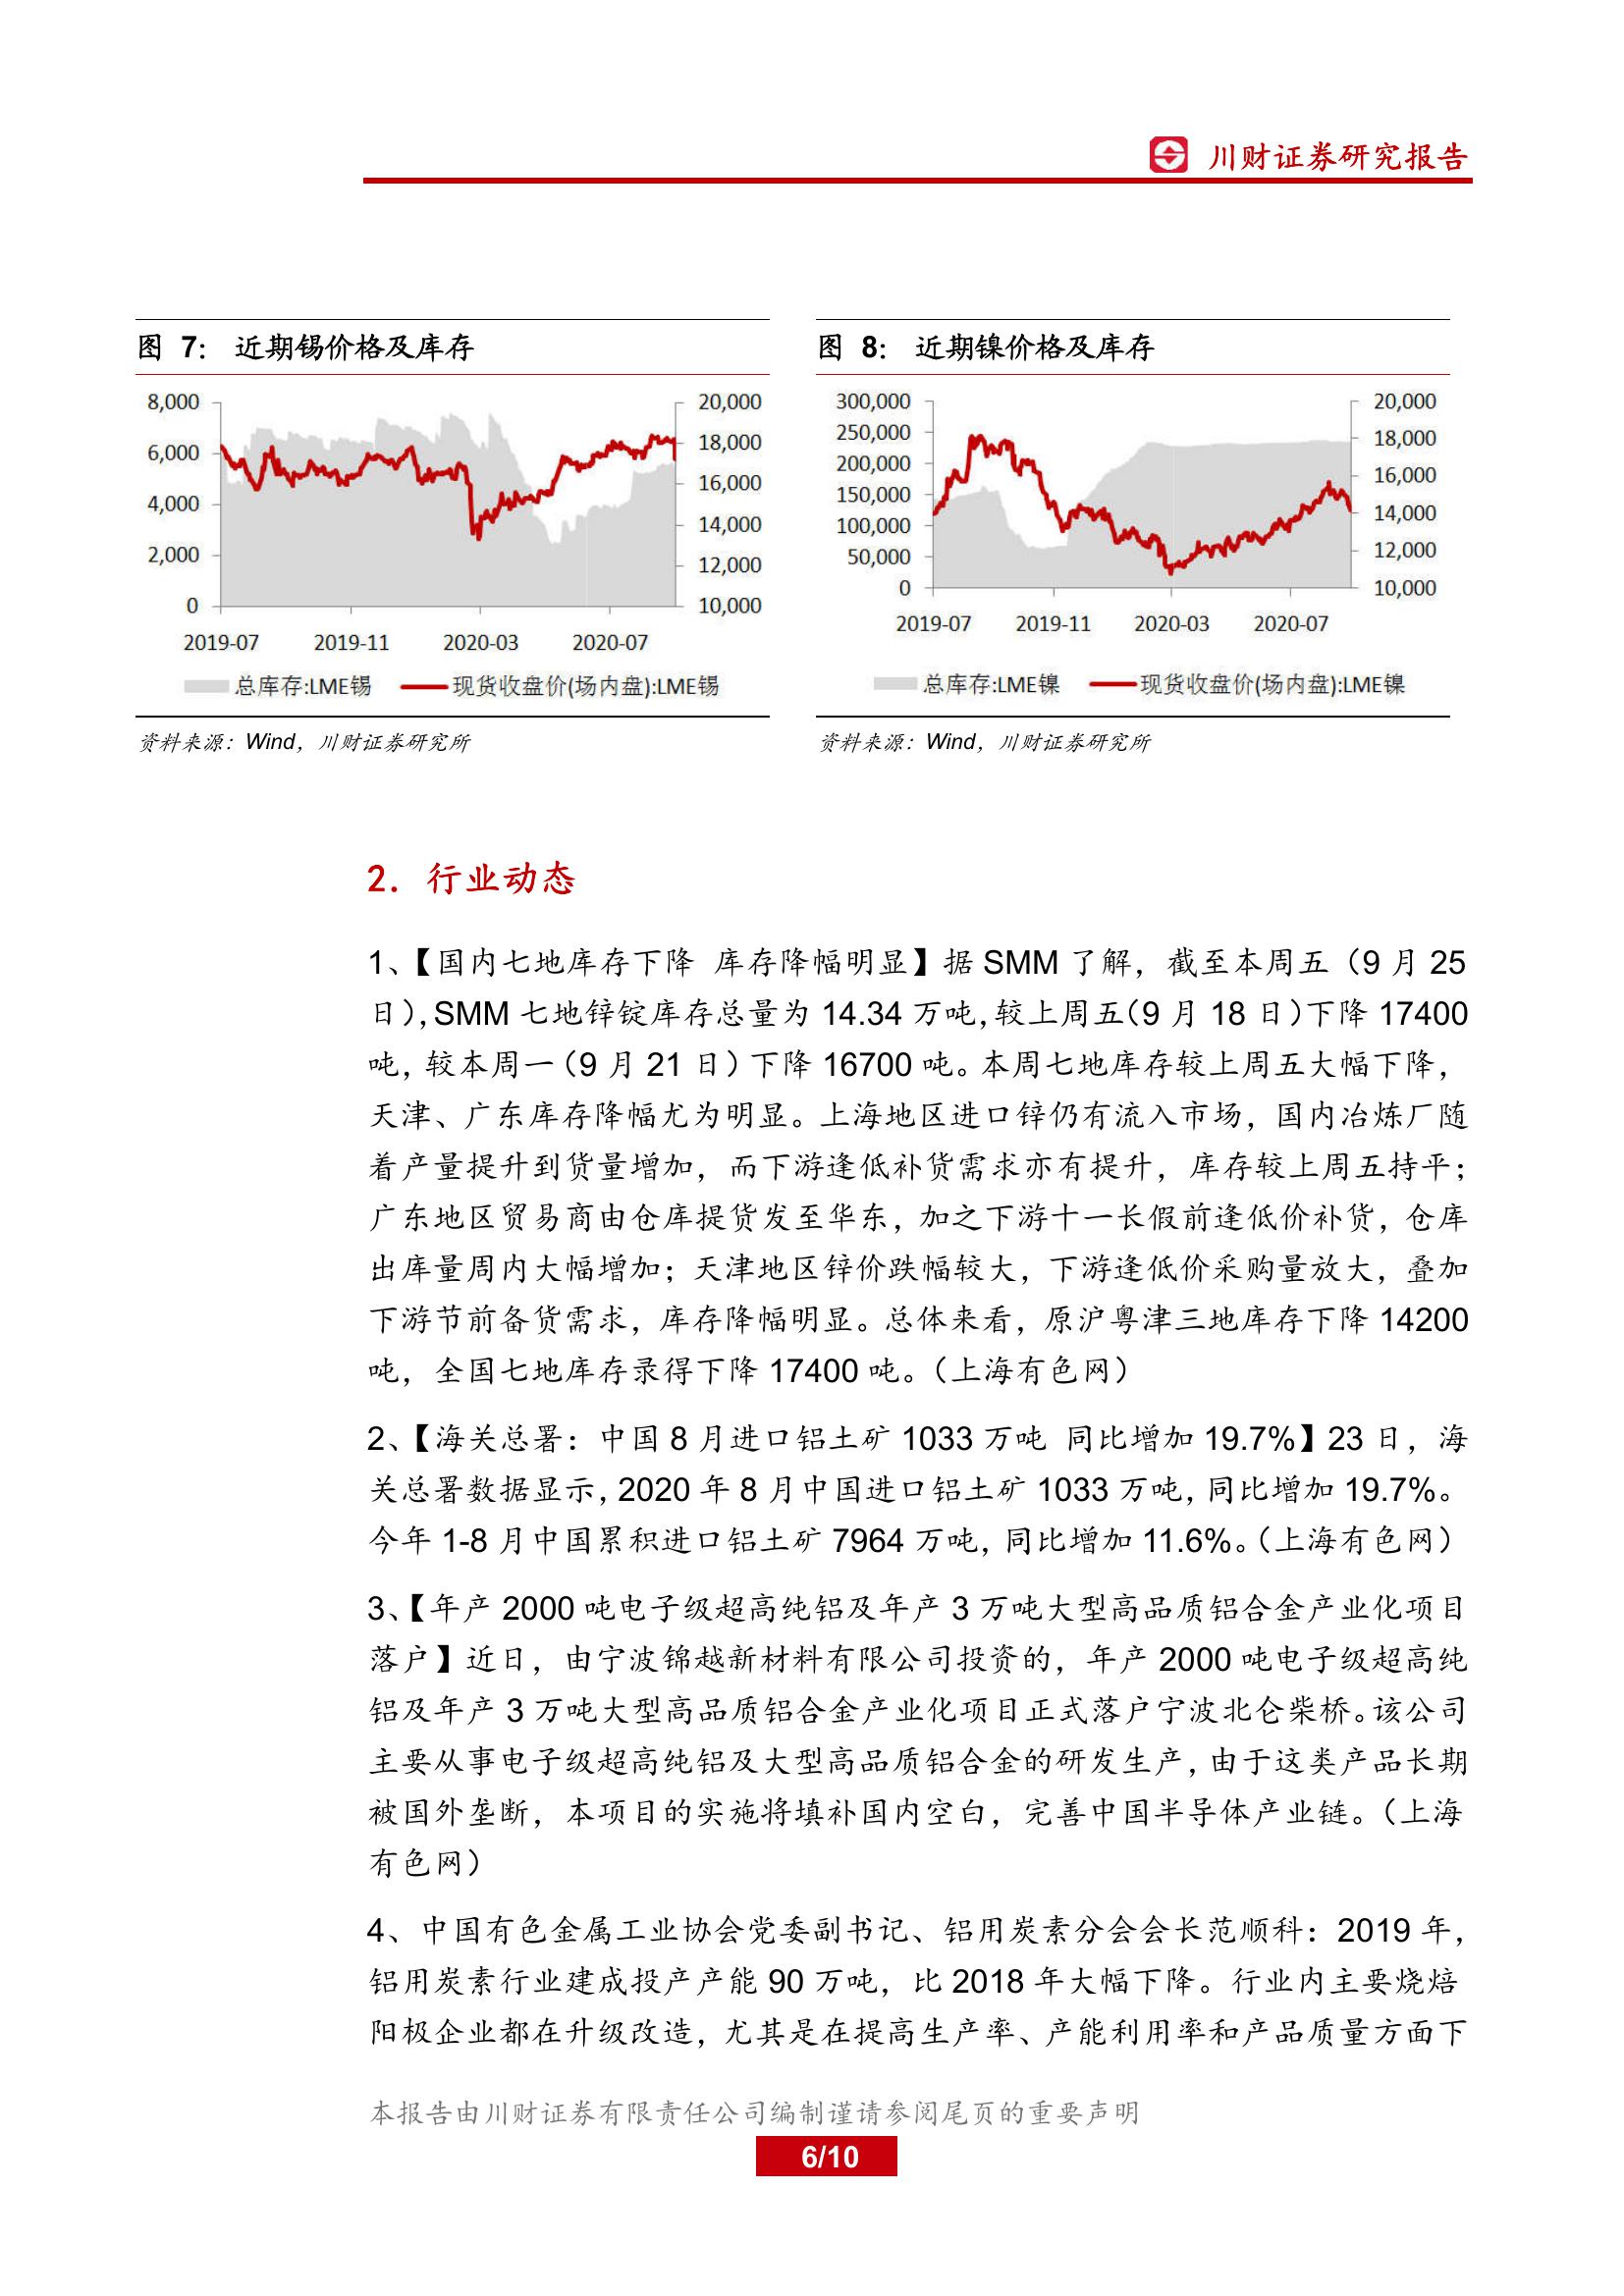 川财证券研究报告
图 7： 近期锡价格及库存
8,000
6,000
4,000
2,000
0
20,000
18,000
16,000
14,000
12,000
10,000
2019-07 2019-11 2020-03 2020-07
总库存:LME锡 现货收盘价(场内盘):LME锡
资料来源：Wind，川财证券研究所
图 8： 近期镍价格及库存
300,000
250,000
200,000
150,000
100,000
50,000
0
20,000
18,000
16,000
14,000
12,000
10,000
2019-07 2019-11 2020-03 2020-07
总库存:LME镍 现货收盘价(场内盘):LME镍
资料来源：Wind，川财证券研究所
2. 行业动态
1、【国内七地库存下降 库存降幅明显】据 SMM 了解，截至本周五（9 月 25
日），SMM 七地锌锭库存总量为 14.34 万吨，较上周五（9 月 18 日）下降 17400
吨，较本周一（9 月 21 日）下降 16700 吨。本周七地库存较上周五大幅下降，
天津、广东库存降幅尤为明显。上海地区进口锌仍有流入市场，国内冶炼厂随
着产量提升到货量增加，而下游逢低补货需求亦有提升，库存较上周五持平；
广东地区贸易商由仓库提货发至华东，加之下游十一长假前逢低价补货，仓库
出库量周内大幅增加；天津地区锌价跌幅较大，下游逢低价采购量放大，叠加
下游节前备货需求，库存降幅明显。总体来看，原沪粤津三地库存下降 14200
吨，全国七地库存录得下降 17400 吨。（上海有色网）
2、【海关总署：中国 8 月进口铝土矿 1033 万吨 同比增加 19.7%】23 日，海
关总署数据显示，2020 年 8 月中国进口铝土矿 1033 万吨，同比增加 19.7%。
今年 1-8 月中国累积进口铝土矿 7964 万吨，同比增加 11.6%。（上海有色网）
3、【年产 2000 吨电子级超高纯铝及年产 3 万吨大型高品质铝合金产业化项目
落户】近日，由宁波锦越新材料有限公司投资的，年产 2000 吨电子级超高纯
铝及年产 3 万吨大型高品质铝合金产业化项目正式落户宁波北仑柴桥。该公司
主要从事电子级超高纯铝及大型高品质铝合金的研发生产，由于这类产品长期
被国外垄断，本项目的实施将填补国内空白，完善中国半导体产业链。（上海
有色网）
4、中国有色金属工业协会党委副书记、铝用炭素分会会长范顺科：2019 年，
铝用炭素行业建成投产产能 90 万吨，比 2018 年大幅下降。行业内主要烧焙
阳极企业都在升级改造，尤其是在提高生产率、产能利用率和产品质量方面下
本报告由川财证券有限责任公司编制谨请参阅尾页的重要声明
6/10